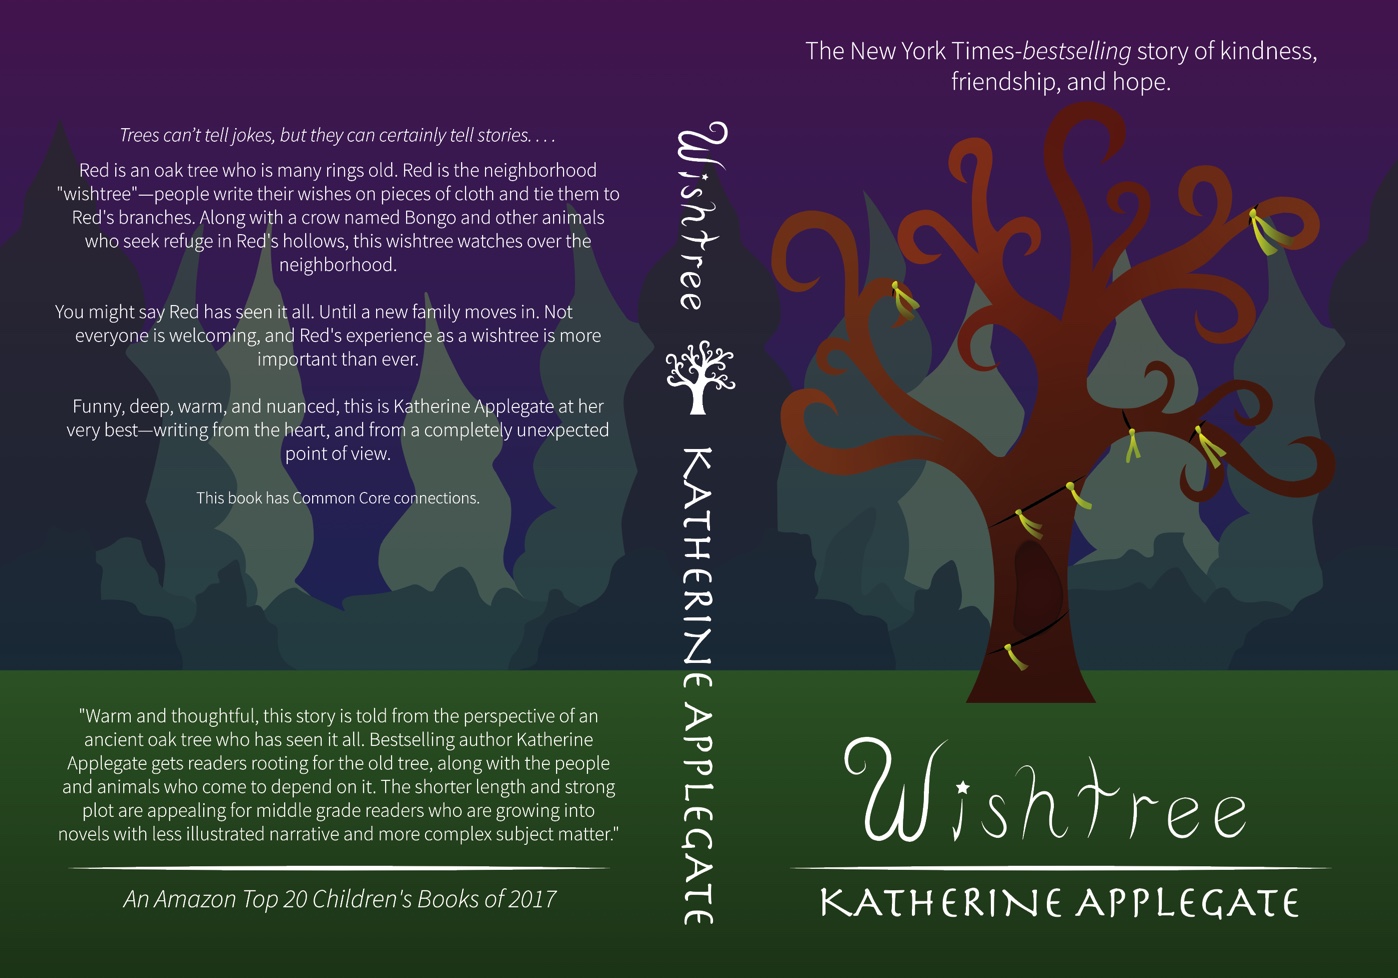 Trees can’t tell jokes, but they can certainly tell stories. . . .
Red is an oak tree who is many rings old. Red is the neighborhood
"wishtree"—people write their wishes on pieces of cloth and tie them to
Red's branches. Along with a crow named Bongo and other animals
who seek refuge in Red's hollows, this wishtree watches over the
neighborhood.
You might say Red has seen it all. Until a new family moves in. Not
everyone is welcoming, and Red's experience as a wishtree is more
important than ever.
Funny, deep, warm, and nuanced, this is Katherine Applegate at her
very best—writing from the heart, and from a completely unexpected
point of view.
This book has Common Core connections.
"Warm and thoughtful, this story is told from the perspective of an
ancient oak tree who has seen it all. Bestselling author Katherine
Applegate gets readers rooting for the old tree, along with the people
and animals who come to depend on it. The shorter length and strong
plot are appealing for middle grade readers who are growing into
novels with less illustrated narrative and more complex subject matter."
An Amazon Top 20 Children's Books of 2017
Wishtree
KATHERINE APPLEGATE
The New York Times-bestselling story of kindness,
friendship, and hope.
Wishtree
KATHERINE APPLEGATE